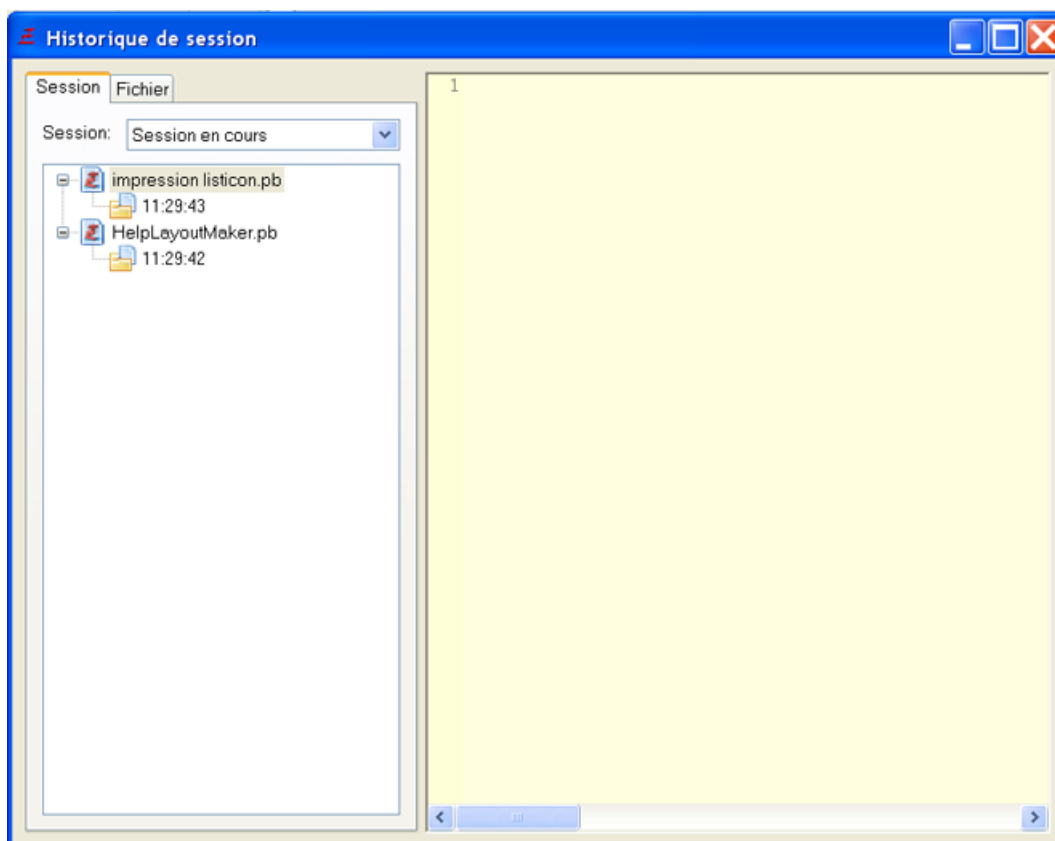 Historique de session
Session Fichier
Session: Session en cours
impression listicon.pb
11:29:43
HelpLayoutMaker.pb
11:29:42
1